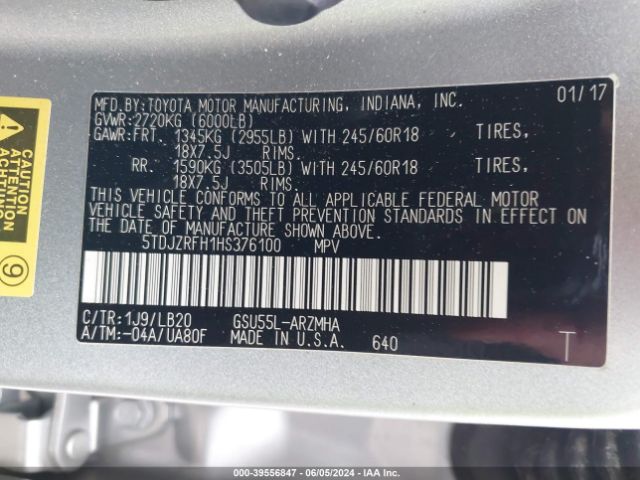 MFD.BY:TOYOTA MOTOR MANUFACTURING, INDIANA, INC. 01/17
GVWR:2720KG (6000LB)
GAWR:FRT. 1345KG (2955LB) WITH 245/60R18 TIRES,
18X7.5J RIMS.
RR. 1590KG (3505LB) WITH 245/60R18 TIRES,
18X7.5J RIMS.
THIS VEHICLE CONFORMS TO ALL APPLICABLE FEDERAL MOTOR
VEHICLE SAFETY AND THEFT PREVENTION STANDARDS IN EFFECT ON
THE DATE OF MANUFACTURE SHOWN ABOVE.
5TDJZRFH1HS376100 MPV
C/TR:1J9/LB20 GSU55L-ARZMHA
A/TM:-04A/UA80F MADE IN U.S.A. 640
T
CAUTION
ATTENTION
ACHTUNG
9
000-39556847 - 06/05/2024 - IAA Inc.